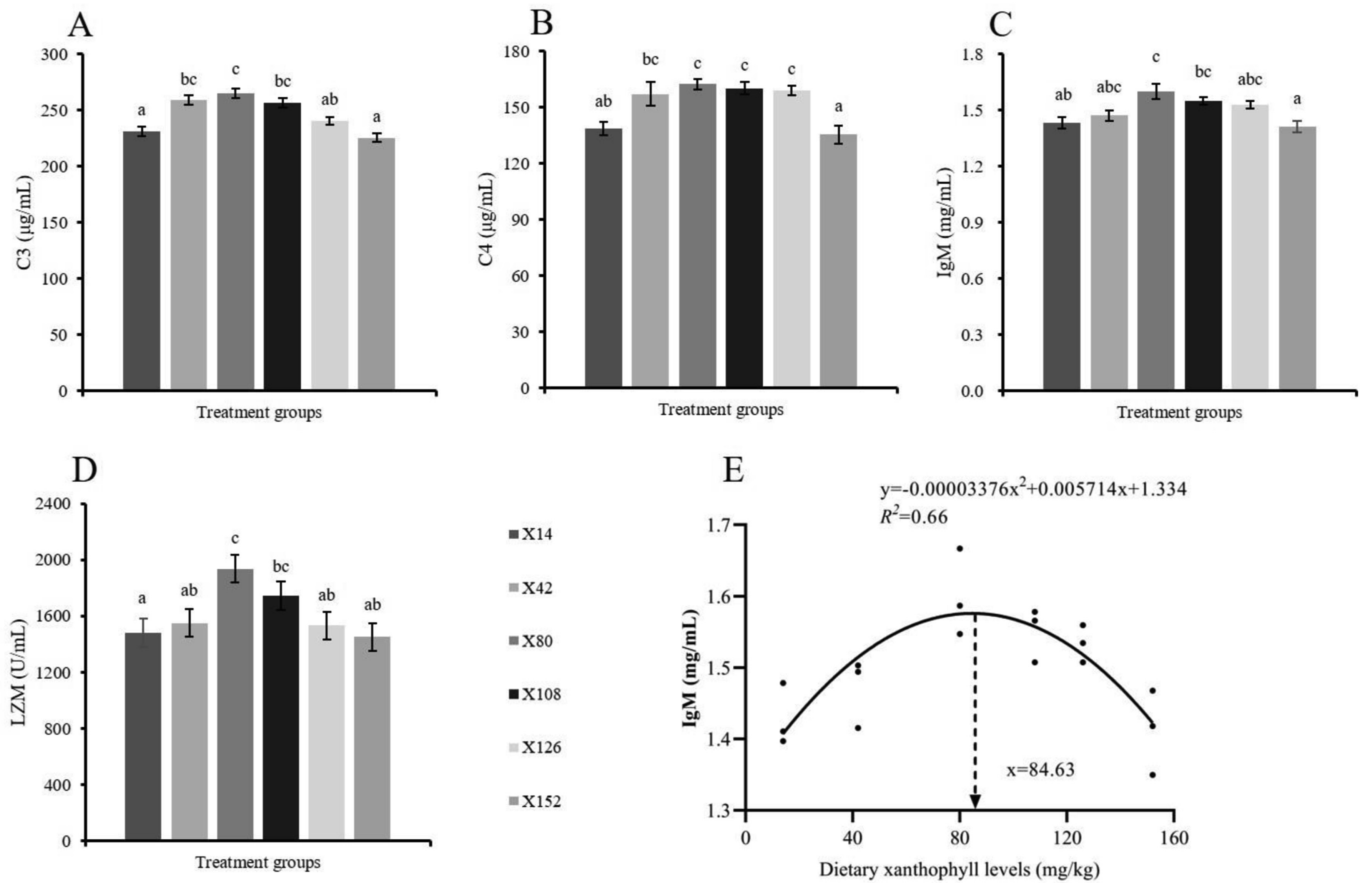 A
C3 (μg/mL)
300
250
200
150
100
50
0
a
bc
c
bc
ab
a
Treatment groups
B
C4 (μg/mL)
180
150
120
90
60
30
0
ab
bc
c
c
c
a
Treatment groups
C
IgM (mg/mL)
1.8
1.5
1.2
0.9
0.6
0.3
0.0
ab
abc
c
bc
abc
a
Treatment groups
D
LZM (U/mL)
2400
2000
1600
1200
800
400
0
a
ab
c
bc
ab
ab
Treatment groups
X14
X42
X80
X108
X126
X152
E
y=-0.00003376x²+0.005714x+1.334
R²=0.66
IgM (mg/mL)
1.7
1.6
1.5
1.4
1.3
x=84.63
0 40 80 120 160
Dietary xanthophyll levels (mg/kg)